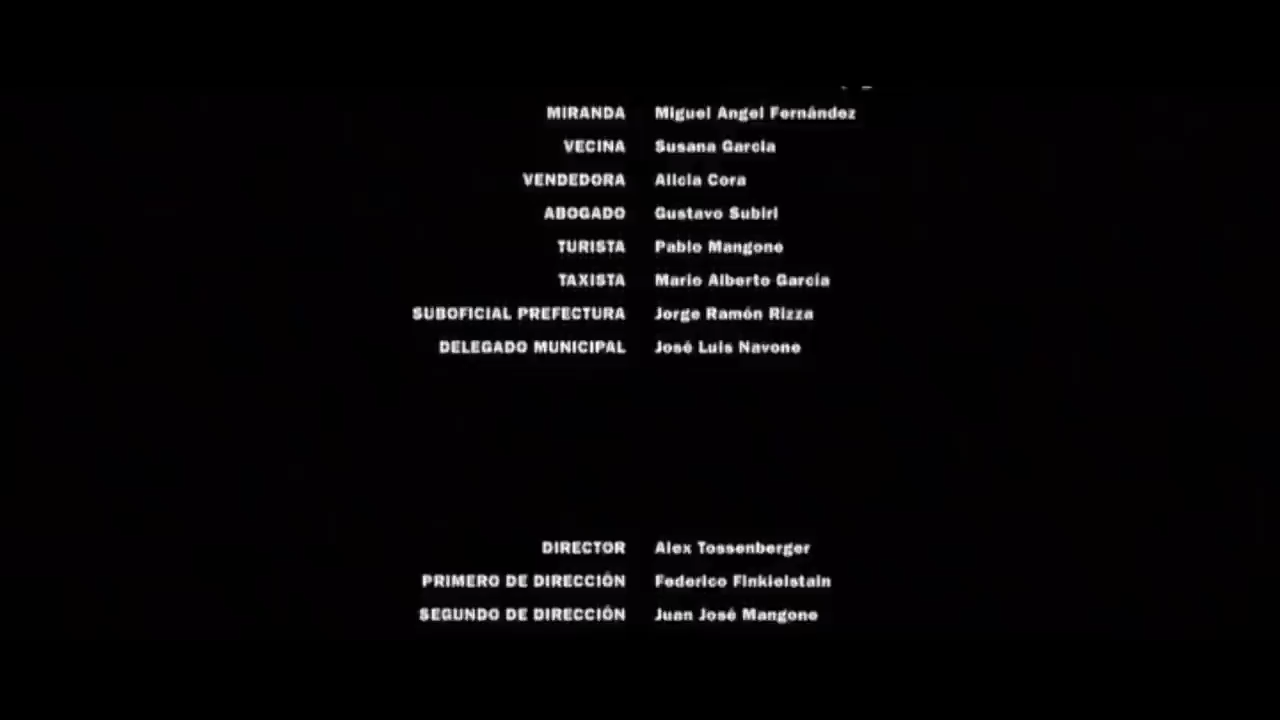 MIRANDA Miguel Angel Fernández
VECINA Susana García
VENDEDORA Alicia Cora
ABOGADO Gustavo Subiri
TURISTA Pablo Mangone
TAXISTA Mario Alberto García
SUBOFICIAL PREFECTURA Jorge Ramón Rizza
DELEGADO MUNICIPAL José Luis Navone
DIRECTOR Alex Tossenberger
PRIMERO DE DIRECCIÓN Federico Finkielstain
SEGUNDO DE DIRECCIÓN Juan José Mangone